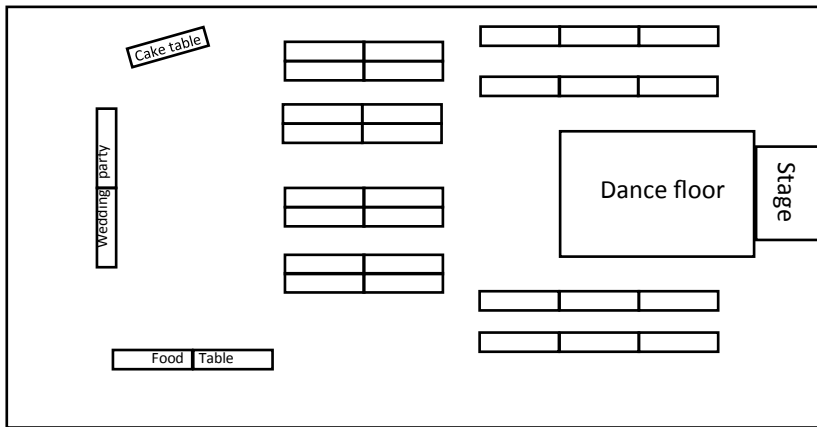 Cake table
Wedding party
Dance floor
Stage
Food Table